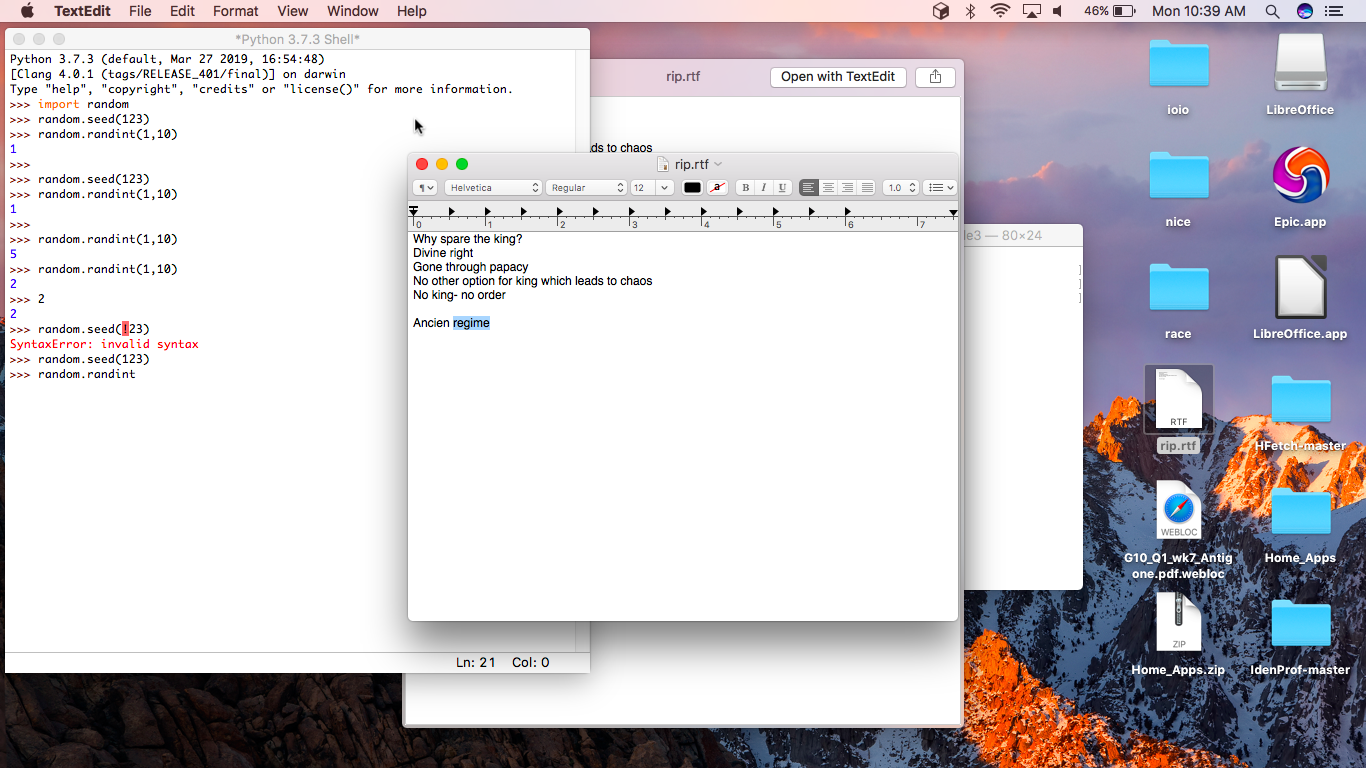 TextEdit File Edit Format View Window Help
46% Mon 10:39 AM
*Python 3.7.3 Shell*
Python 3.7.3 (default, Mar 27 2019, 16:54:48)
[Clang 4.0.1 (tags/RELEASE_401/final)] on darwin
Type "help", "copyright", "credits" or "license()" for more information.
>>> import random
>>> random.seed(123)
>>> random.randint(1,10)
1
>>>
>>> random.seed(123)
>>> random.randint(1,10)
1
>>>
>>> random.randint(1,10)
5
>>> random.randint(1,10)
2
>>> 2
2
>>> random.seed(!23)
SyntaxError: invalid syntax
>>> random.seed(123)
>>> random.randint
Ln: 21 Col: 0
rip.rtf
Open with TextEdit
ds to chaos
rip.rtf
¶ Helvetica Regular 12 a B I U 1.0
0 1 2 3 4 5 6 7
Why spare the king?
Divine right
Gone through papacy
No other option for king which leads to chaos
No king- no order
Ancien regime
e3 — 80×24
]
]
]
ioio
LibreOffice
nice
Epic.app
race
LibreOffice.app
RTF
rip.rtf
HFetch-master
WEBLOC
G10_Q1_wk7_Antig
one.pdf.webloc
Home_Apps
ZIP
Home_Apps.zip
IdenProf-master